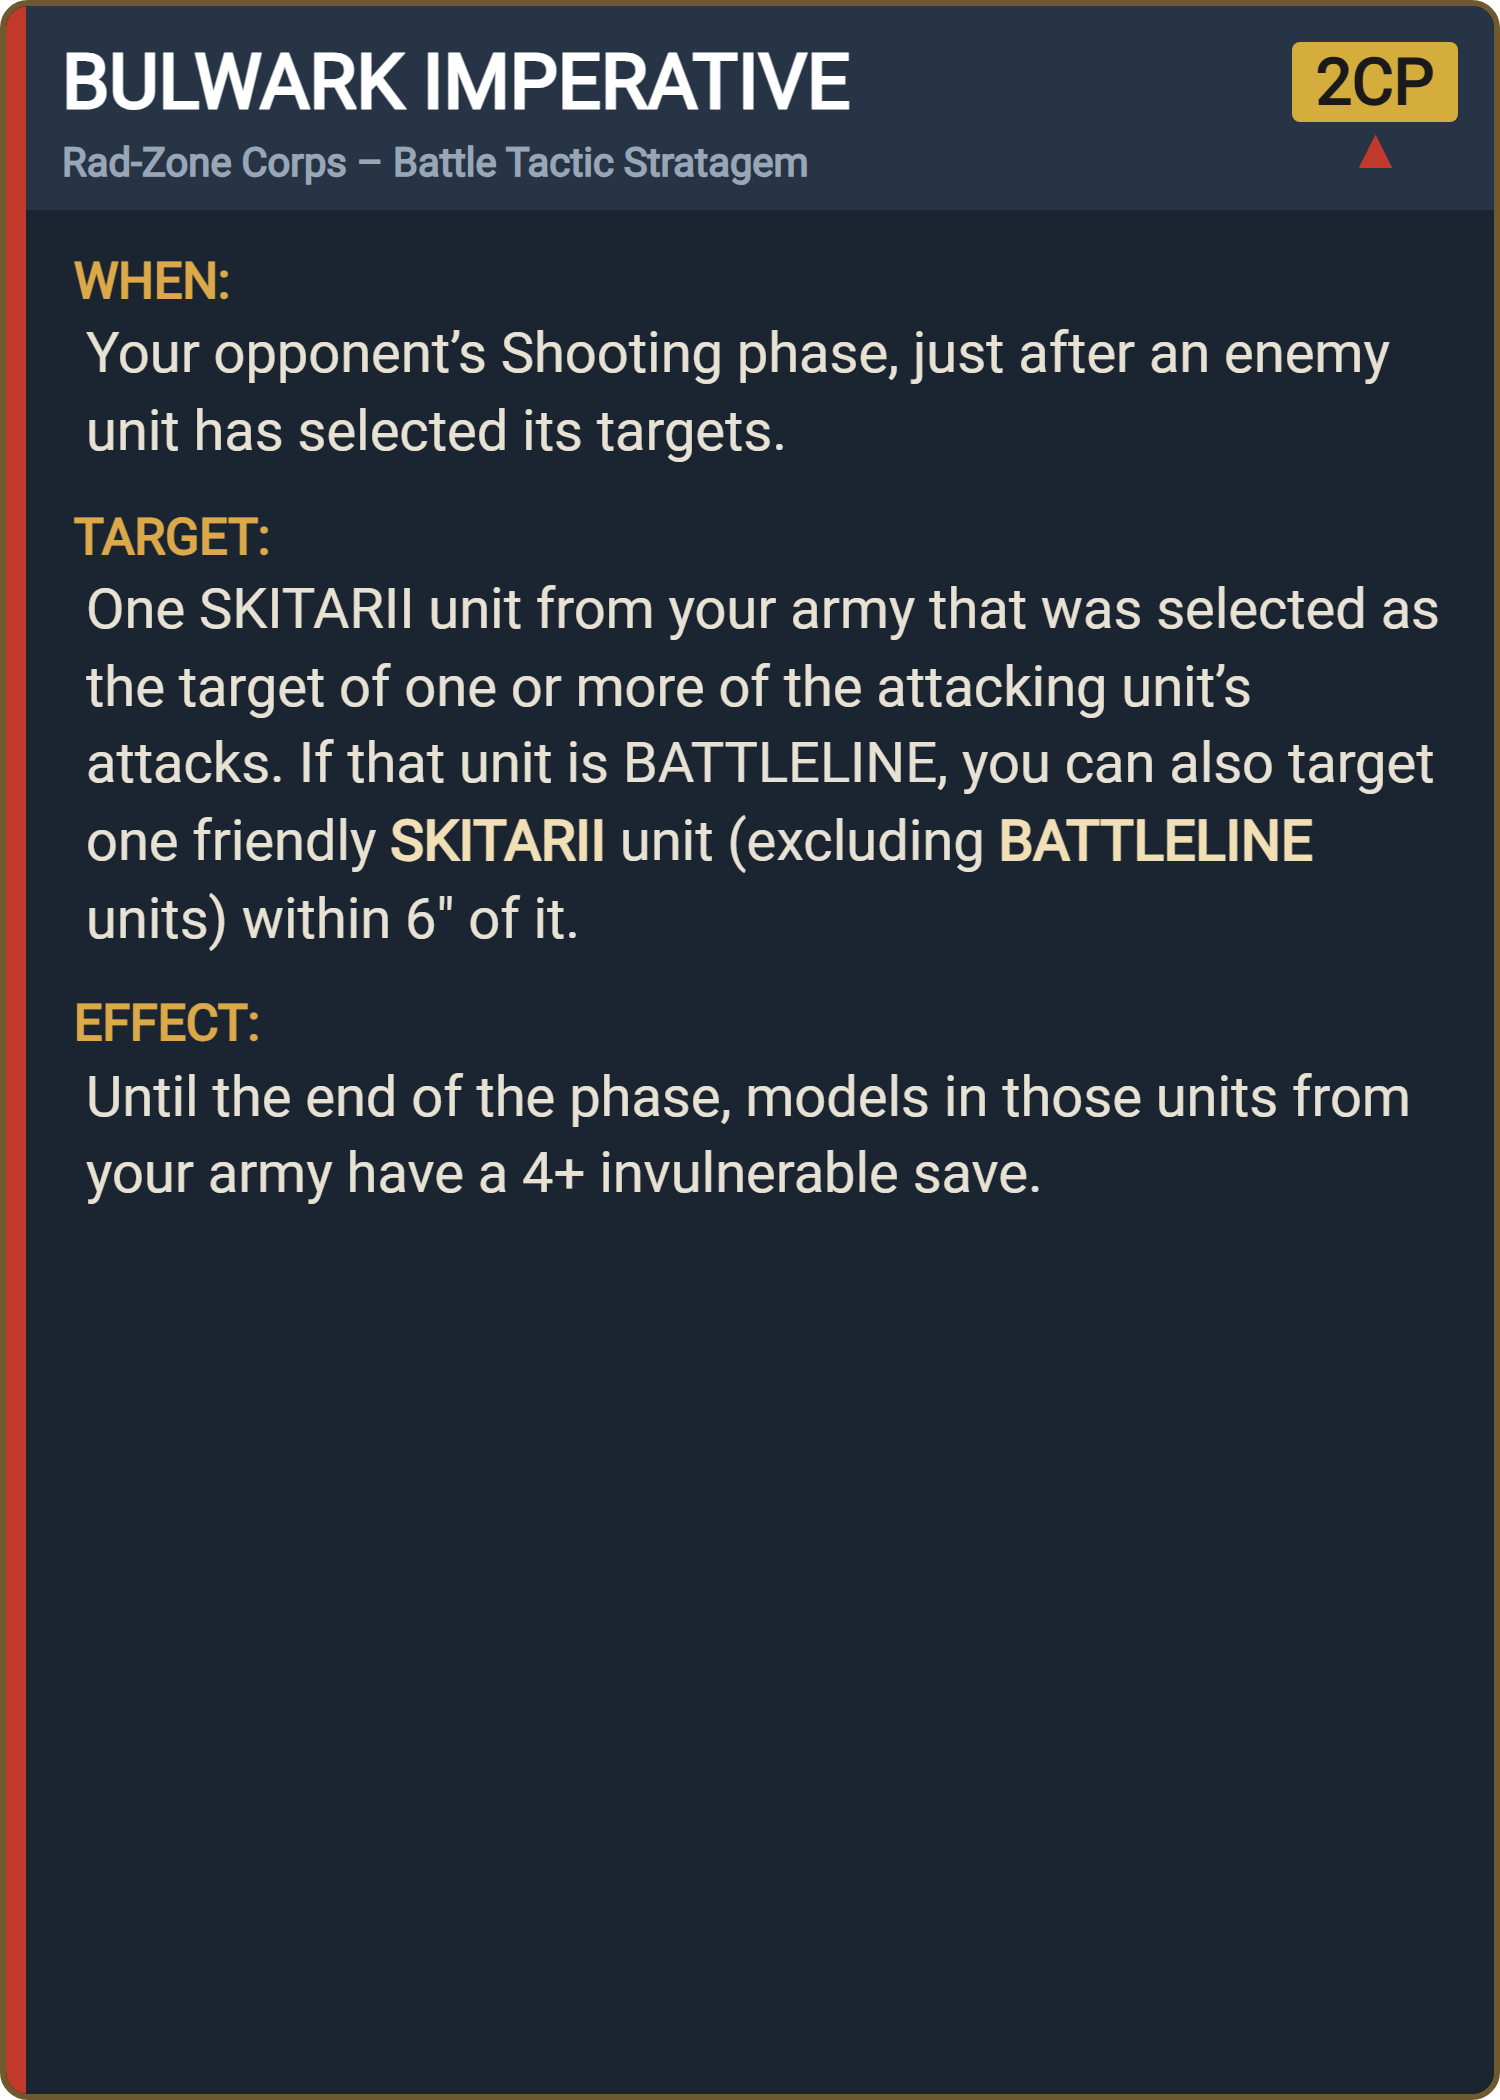 BULWARK IMPERATIVE
2CP
Rad-Zone Corps – Battle Tactic Stratagem
WHEN:
Your opponent’s Shooting phase, just after an enemy
unit has selected its targets.
TARGET:
One SKITARII unit from your army that was selected as
the target of one or more of the attacking unit’s
attacks. If that unit is BATTLELINE, you can also target
one friendly SKITARII unit (excluding BATTLELINE
units) within 6" of it.
EFFECT:
Until the end of the phase, models in those units from
your army have a 4+ invulnerable save.